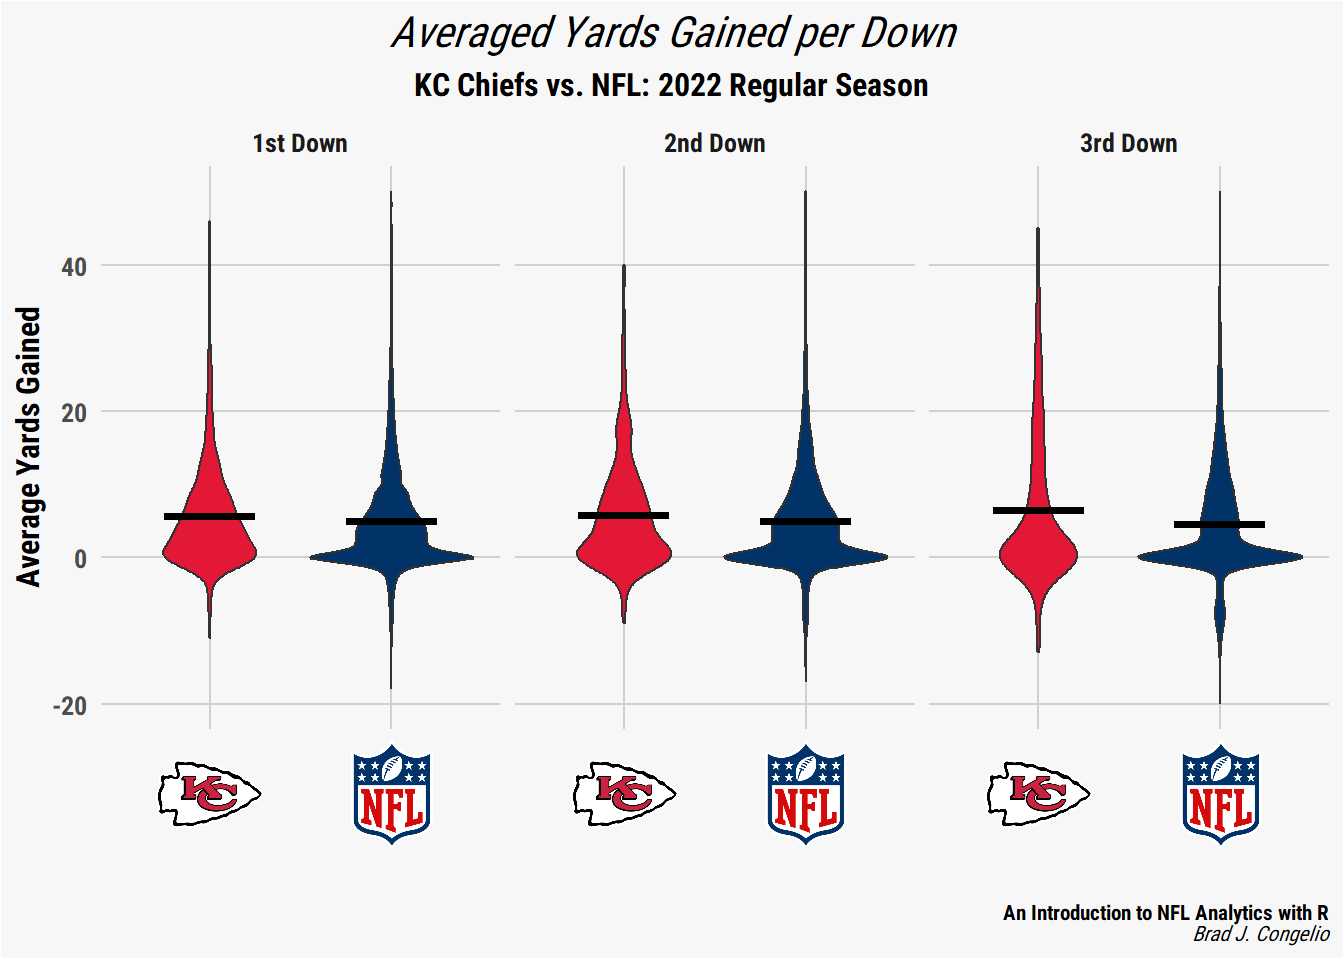 Averaged Yards Gained per Down
KC Chiefs vs. NFL: 2022 Regular Season
1st Down
2nd Down
3rd Down
Average Yards Gained
40
20
0
-20
KC
NFL
KC
NFL
KC
NFL
An Introduction to NFL Analytics with R
Brad J. Congelio